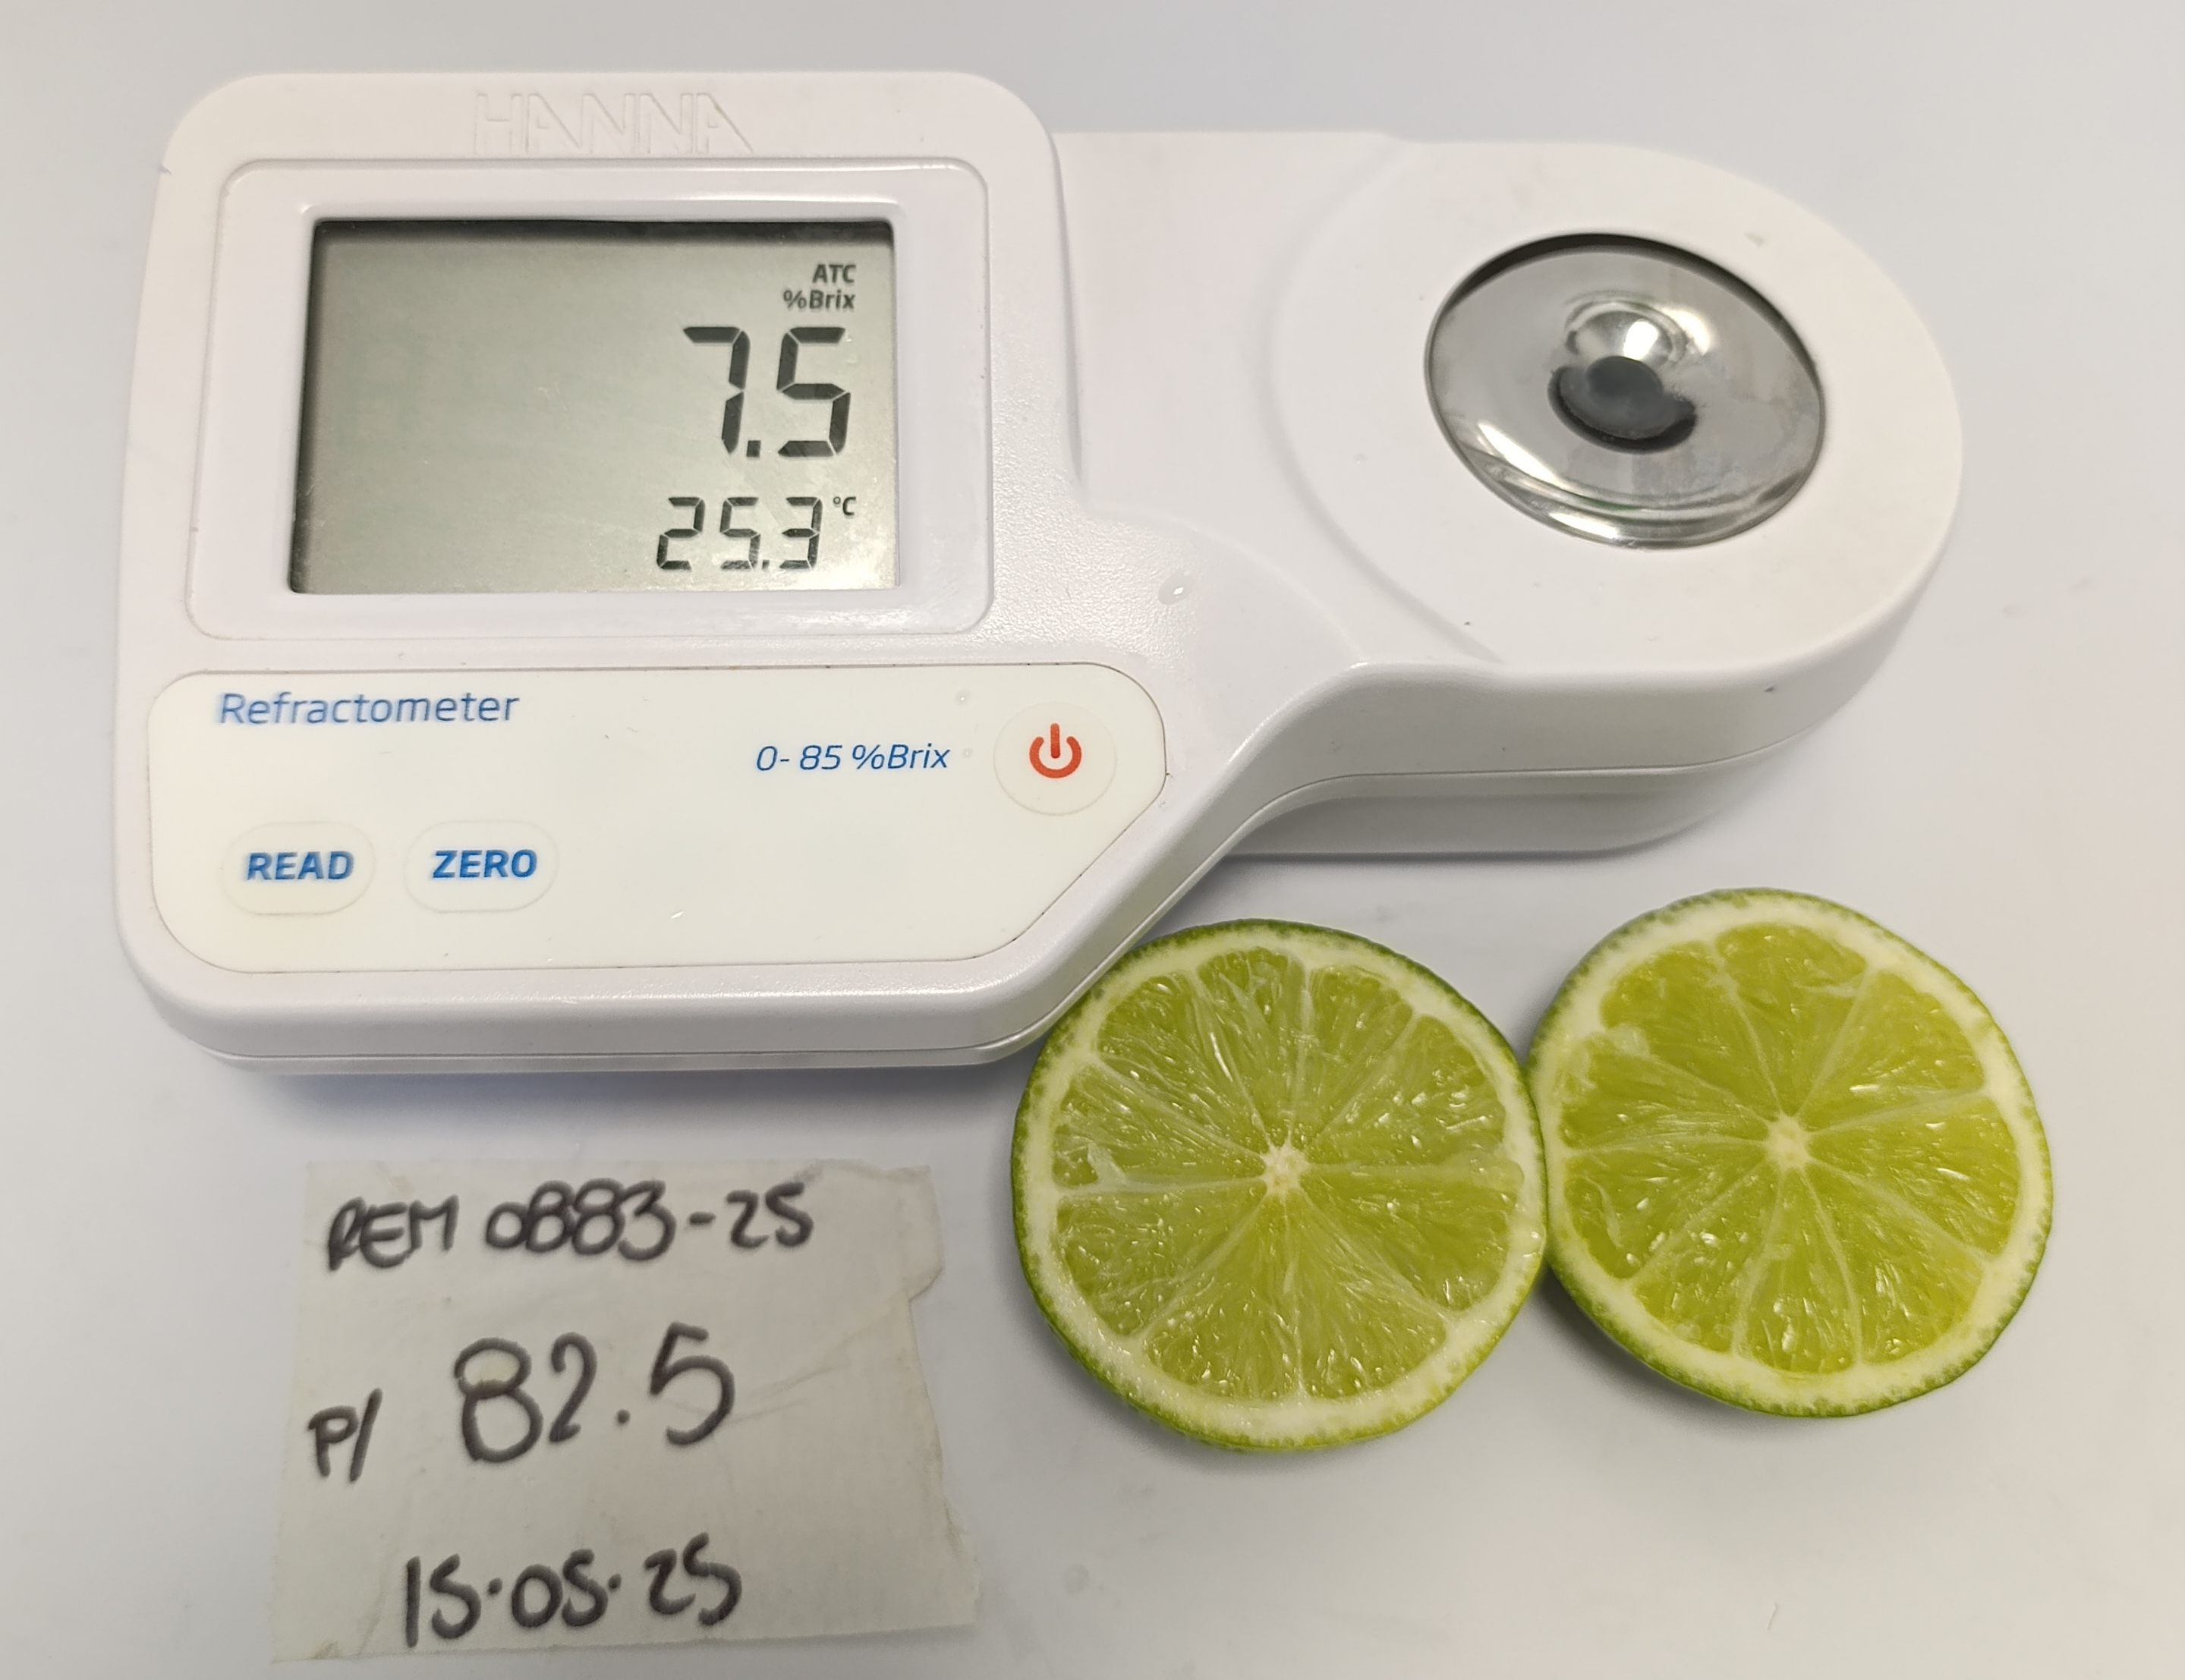 HANNA
ATC
%Brix
7.5
25.3 °C
Refractometer
0-85 %Brix
READ ZERO
REM 0883-25
P/ 82.5
15.05.25